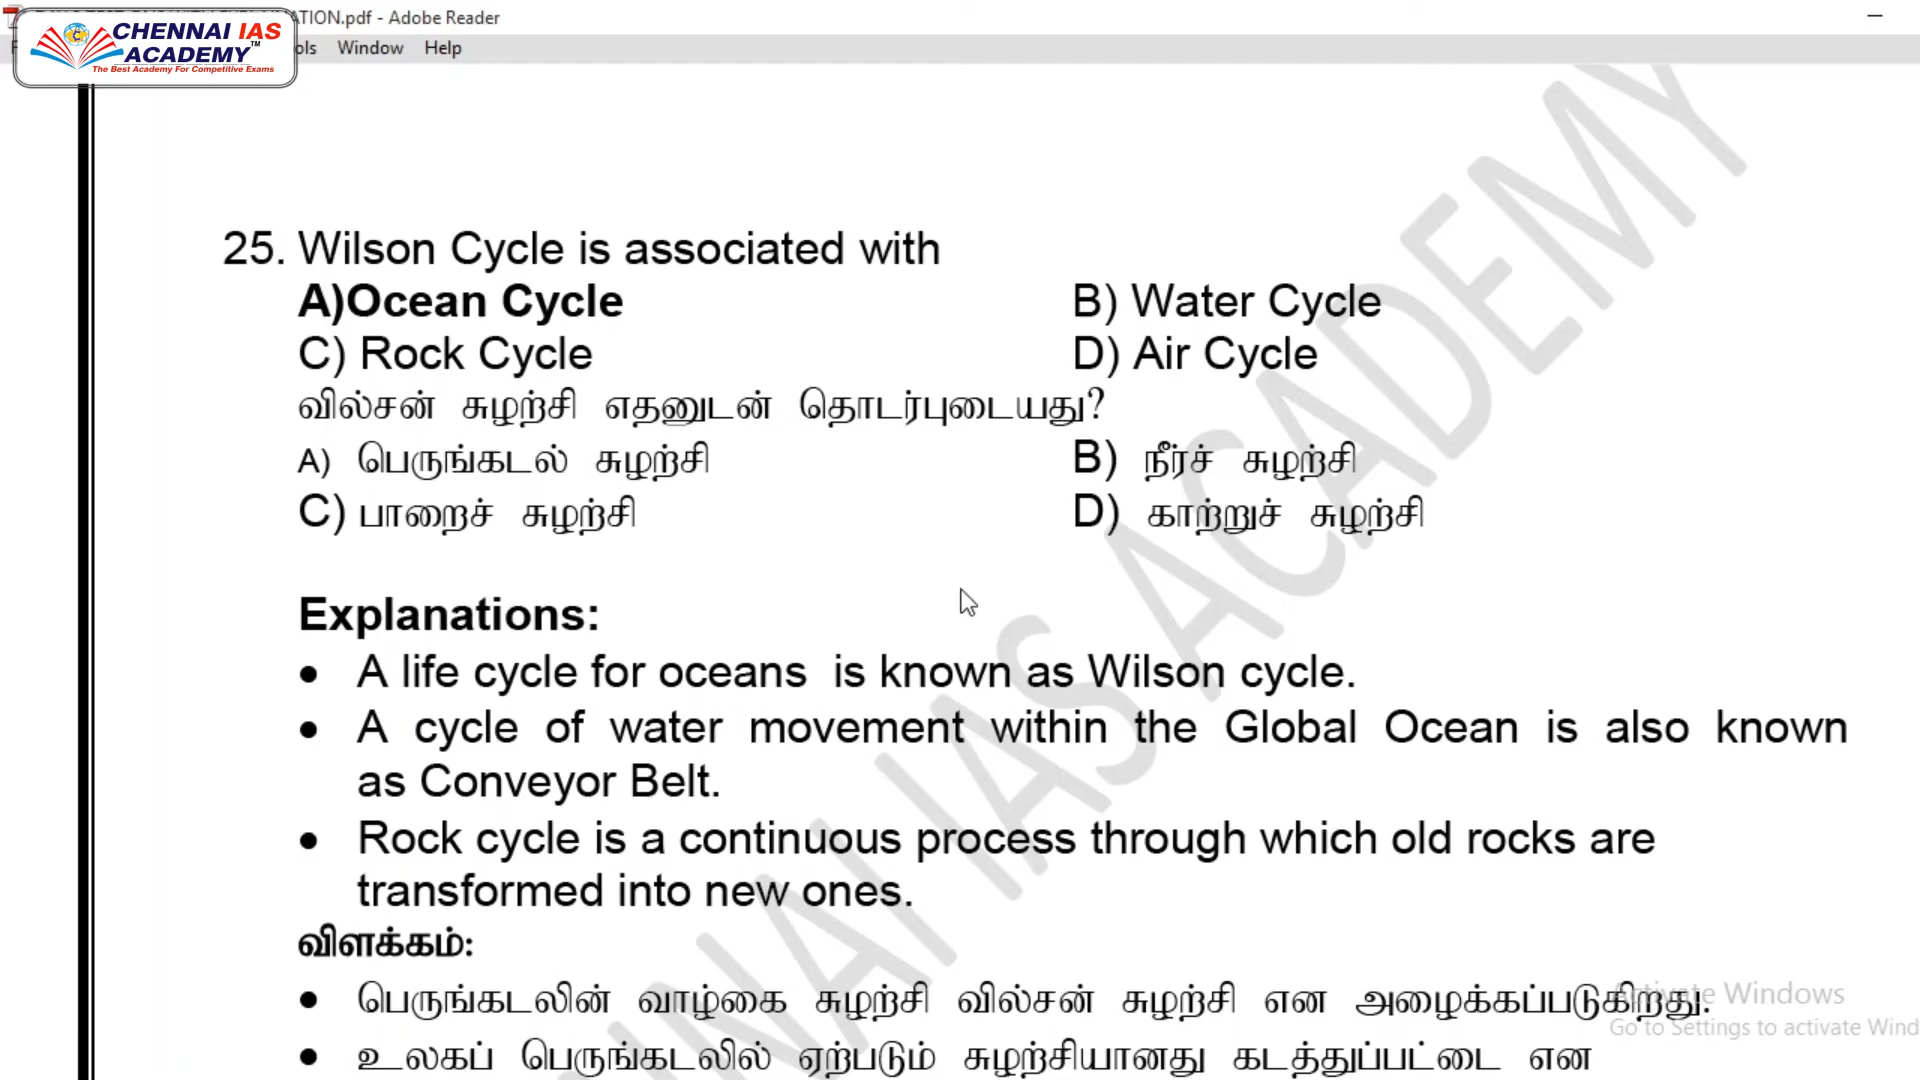 CHENNAI IAS
ACADEMY™
The Best Academy For Competitive Exams
TION.pdf - Adobe Reader
ols Window Help
25. Wilson Cycle is associated with
A)Ocean Cycle B) Water Cycle
C) Rock Cycle D) Air Cycle
வில்சன் சுழற்சி எதனுடன் தொடர்புடையது?
A) பெருங்கடல் சுழற்சி B) நீர்ச் சுழற்சி
C) பாறைச் சுழற்சி D) காற்றுச் சுழற்சி
Explanations:
• A life cycle for oceans is known as Wilson cycle.
• A cycle of water movement within the Global Ocean is also known
as Conveyor Belt.
• Rock cycle is a continuous process through which old rocks are
transformed into new ones.
விளக்கம்:
• பெருங்கடலின் வாழ்கை சுழற்சி வில்சன் சுழற்சி என அழைக்கப்படுகிறது.
• உலகப் பெருங்கடலில் ஏற்படும் சுழற்சியானது கடத்துப்பட்டை என
NNAI IAS ACADEMY
Activate Windows
Go to Settings to activate Wind